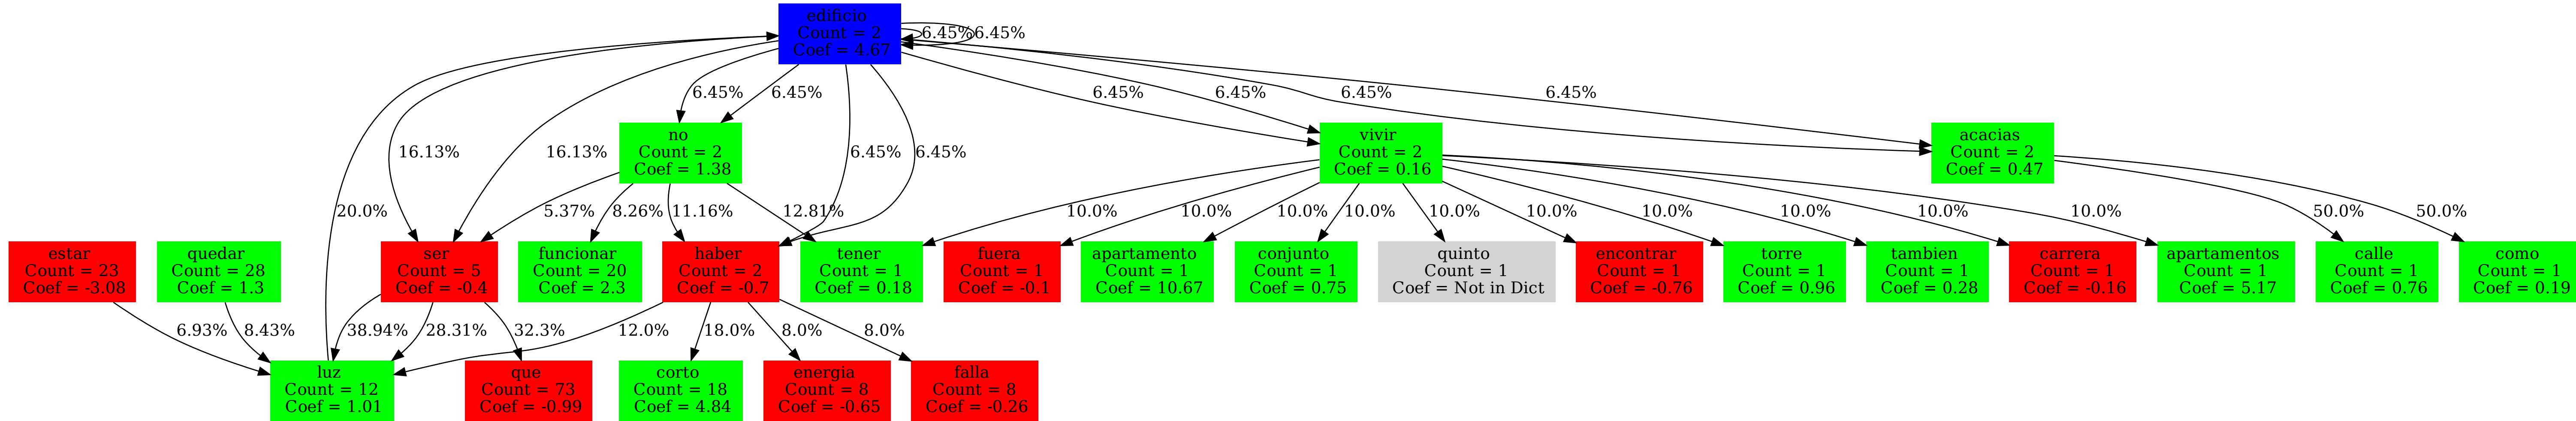 edificio
Count = 2
Coef = 4.67
6.45%
6.45%
6.45%
6.45%
6.45%
6.45%
6.45%
6.45%
no
Count = 2
Coef = 1.38
vivir
Count = 2
Coef = 0.16
acacias
Count = 2
Coef = 0.47
16.13%
16.13%
6.45%
6.45%
20.0%
5.37%
8.26%
11.16%
12.81%
10.0%
10.0%
10.0%
10.0%
10.0%
10.0%
10.0%
10.0%
10.0%
10.0%
50.0%
50.0%
estar
Count = 23
Coef = -3.08
quedar
Count = 28
Coef = 1.3
ser
Count = 5
Coef = -0.4
funcionar
Count = 20
Coef = 2.3
haber
Count = 2
Coef = -0.7
tener
Count = 1
Coef = 0.18
fuera
Count = 1
Coef = -0.1
apartamento
Count = 1
Coef = 10.67
conjunto
Count = 1
Coef = 0.75
quinto
Count = 1
Coef = Not in Dict
encontrar
Count = 1
Coef = -0.76
torre
Count = 1
Coef = 0.96
tambien
Count = 1
Coef = 0.28
carrera
Count = 1
Coef = -0.16
apartamentos
Count = 1
Coef = 5.17
calle
Count = 1
Coef = 0.76
como
Count = 1
Coef = 0.19
6.93%
8.43%
38.94%
28.31%
32.3%
12.0%
18.0%
8.0%
8.0%
luz
Count = 12
Coef = 1.01
que
Count = 73
Coef = -0.99
corto
Count = 18
Coef = 4.84
energia
Count = 8
Coef = -0.65
falla
Count = 8
Coef = -0.26